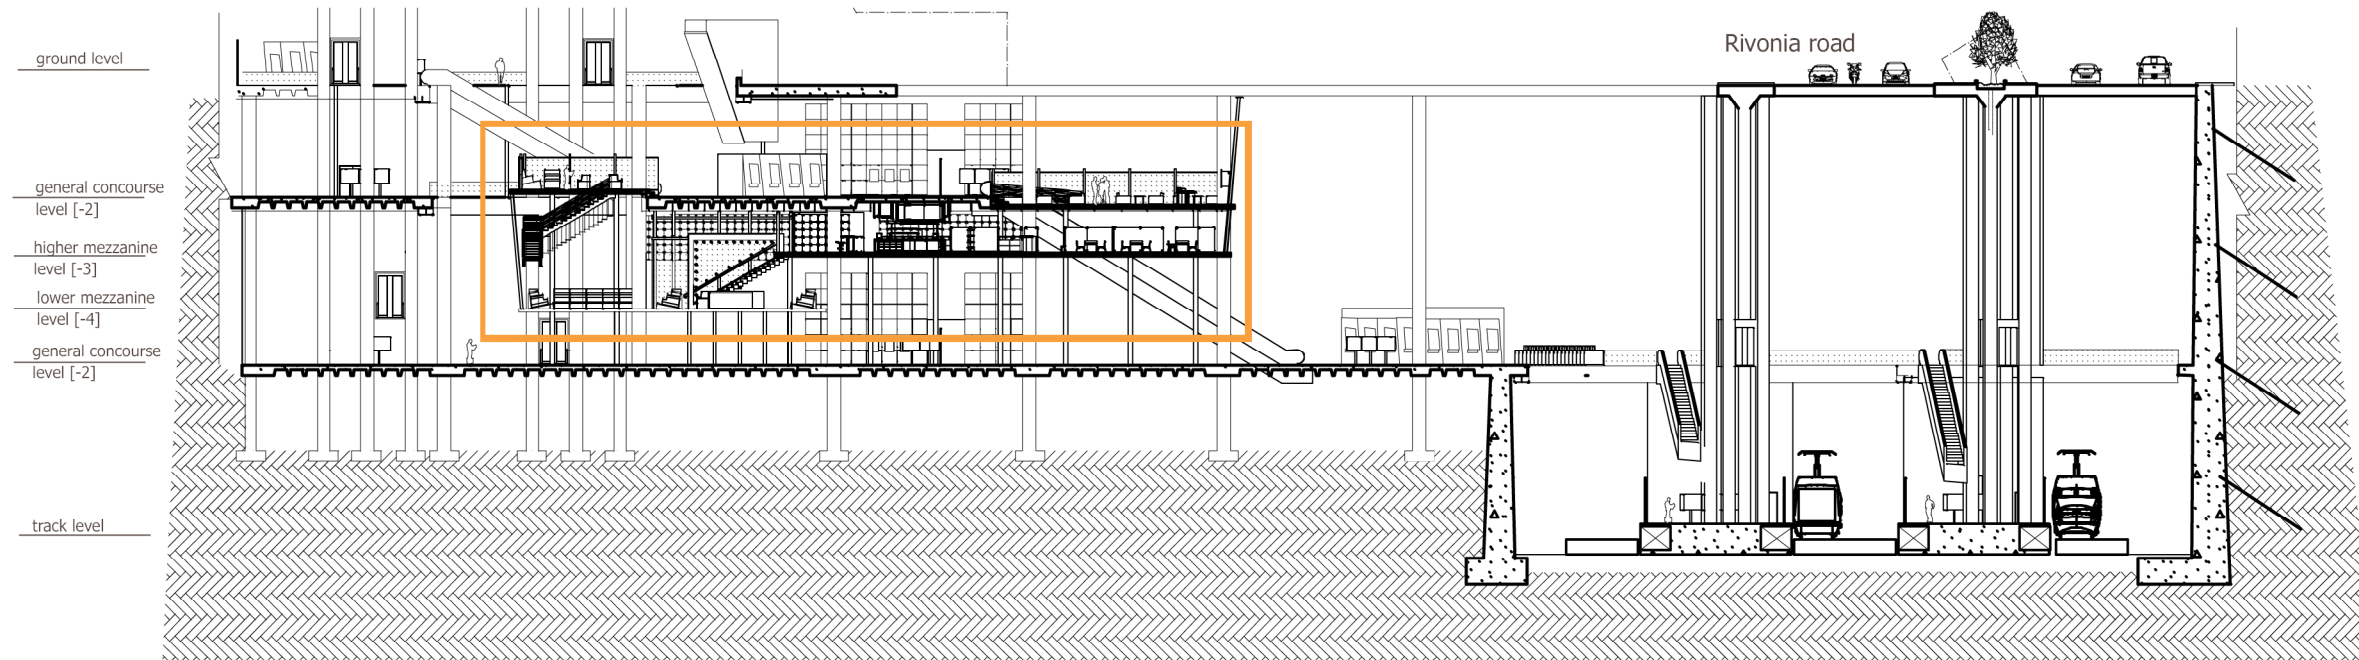 Rivonia road
ground level
general concourse
level [-2]
higher mezzanine
level [-3]
lower mezzanine
level [-4]
general concourse
level [-2]
track level